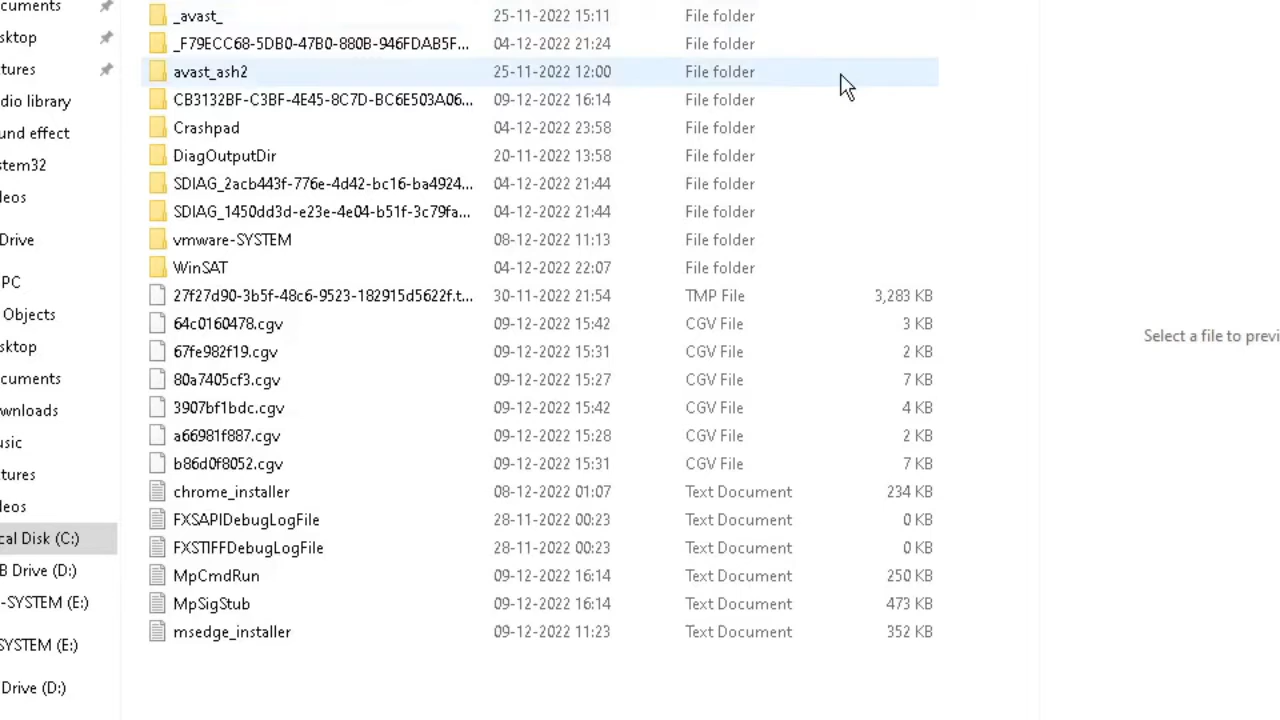 cuments
sktop
tures
dio library
und effect
stem32
leos
Drive
PC
Objects
sktop
cuments
wnloads
usic
tures
leos
cal Disk (C:)
B Drive (D:)
-SYSTEM (E:)
SYSTEM (E:)
Drive (D:)
_avast_ 25-11-2022 15:11 File folder
_F79ECC68-5DB0-47B0-880B-946FDAB5F... 04-12-2022 21:24 File folder
avast_ash2 25-11-2022 12:00 File folder
CB3132BF-C3BF-4E45-8C7D-BC6E503A06... 09-12-2022 16:14 File folder
Crashpad 04-12-2022 23:58 File folder
DiagOutputDir 20-11-2022 13:58 File folder
SDIAG_2acb443f-776e-4d42-bc16-ba4924... 04-12-2022 21:44 File folder
SDIAG_1450dd3d-e23e-4e04-b51f-3c79fa... 04-12-2022 21:44 File folder
vmware-SYSTEM 08-12-2022 11:13 File folder
WinSAT 04-12-2022 22:07 File folder
27f27d90-3b5f-48c6-9523-182915d5622f.t... 30-11-2022 21:54 TMP File 3,283 KB
64c0160478.cgv 09-12-2022 15:42 CGV File 3 KB
67fe982f19.cgv 09-12-2022 15:31 CGV File 2 KB
80a7405cf3.cgv 09-12-2022 15:27 CGV File 7 KB
3907bf1bdc.cgv 09-12-2022 15:42 CGV File 4 KB
a66981f887.cgv 09-12-2022 15:28 CGV File 2 KB
b86d0f8052.cgv 09-12-2022 15:31 CGV File 7 KB
chrome_installer 08-12-2022 01:07 Text Document 234 KB
FXSAPIDebugLogFile 28-11-2022 00:23 Text Document 0 KB
FXSTIFFDebugLogFile 28-11-2022 00:23 Text Document 0 KB
MpCmdRun 09-12-2022 16:14 Text Document 250 KB
MpSigStub 09-12-2022 16:14 Text Document 473 KB
msedge_installer 09-12-2022 11:23 Text Document 352 KB
Select a file to previ